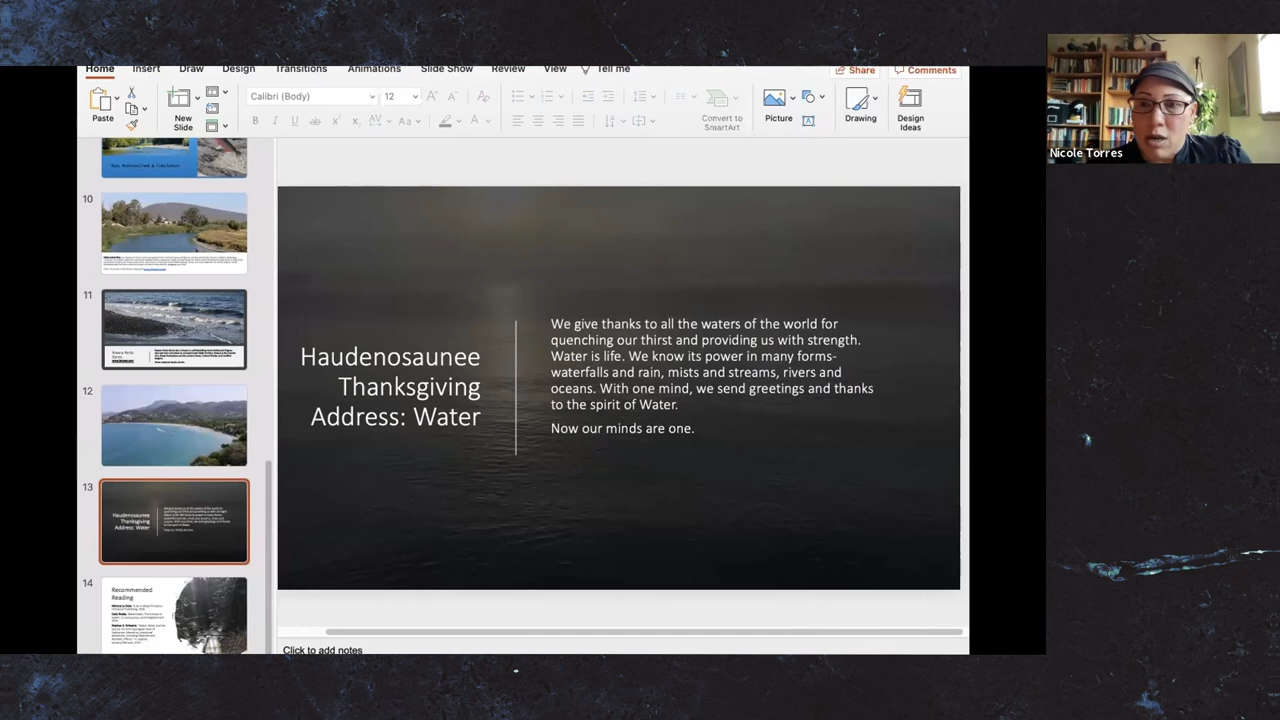 Home Insert Draw Design Transitions Animations Slide Show Review View Tell me Share Comments
Calibri (Body) 12
Paste
New
Slide
Convert to
SmartArt
Picture
Drawing
Design
Ideas
Nicole Torres
10
11
12
13
Haudenosaunee
Thanksgiving
Address: Water
14
Recommended
Reading
Haudenosaunee
Thanksgiving
Address: Water
We give thanks to all the waters of the world for
quenching our thirst and providing us with strength.
Water is life. We know its power in many forms-
waterfalls and rain, mists and streams, rivers and
oceans. With one mind, we send greetings and thanks
to the spirit of Water.
Now our minds are one.
Click to add notes